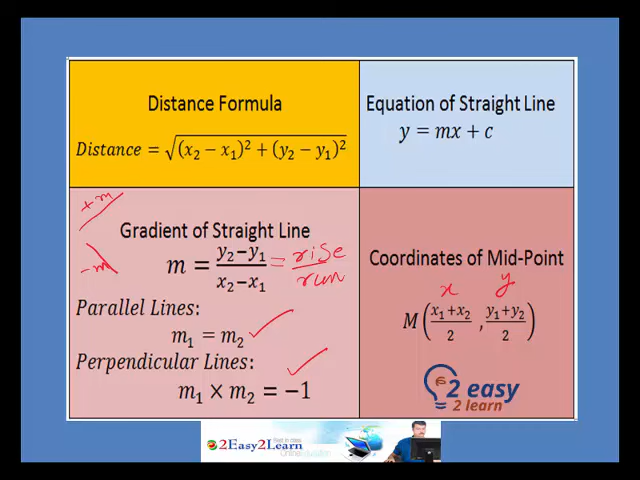 Distance Formula
Distance = √(x₂ − x₁)² + (y₂ − y₁)²
Equation of Straight Line
y = mx + c
+m
-m
Gradient of Straight Line
m = y₂−y₁ / x₂−x₁ = rise / run
Parallel Lines:
m₁ = m₂ ✓
Perpendicular Lines: ✓
m₁ × m₂ = −1
Coordinates of Mid-Point
x y
M(x₁+x₂ / 2 , y₁+y₂ / 2)
2 easy
2 learn
2Easy2Learn